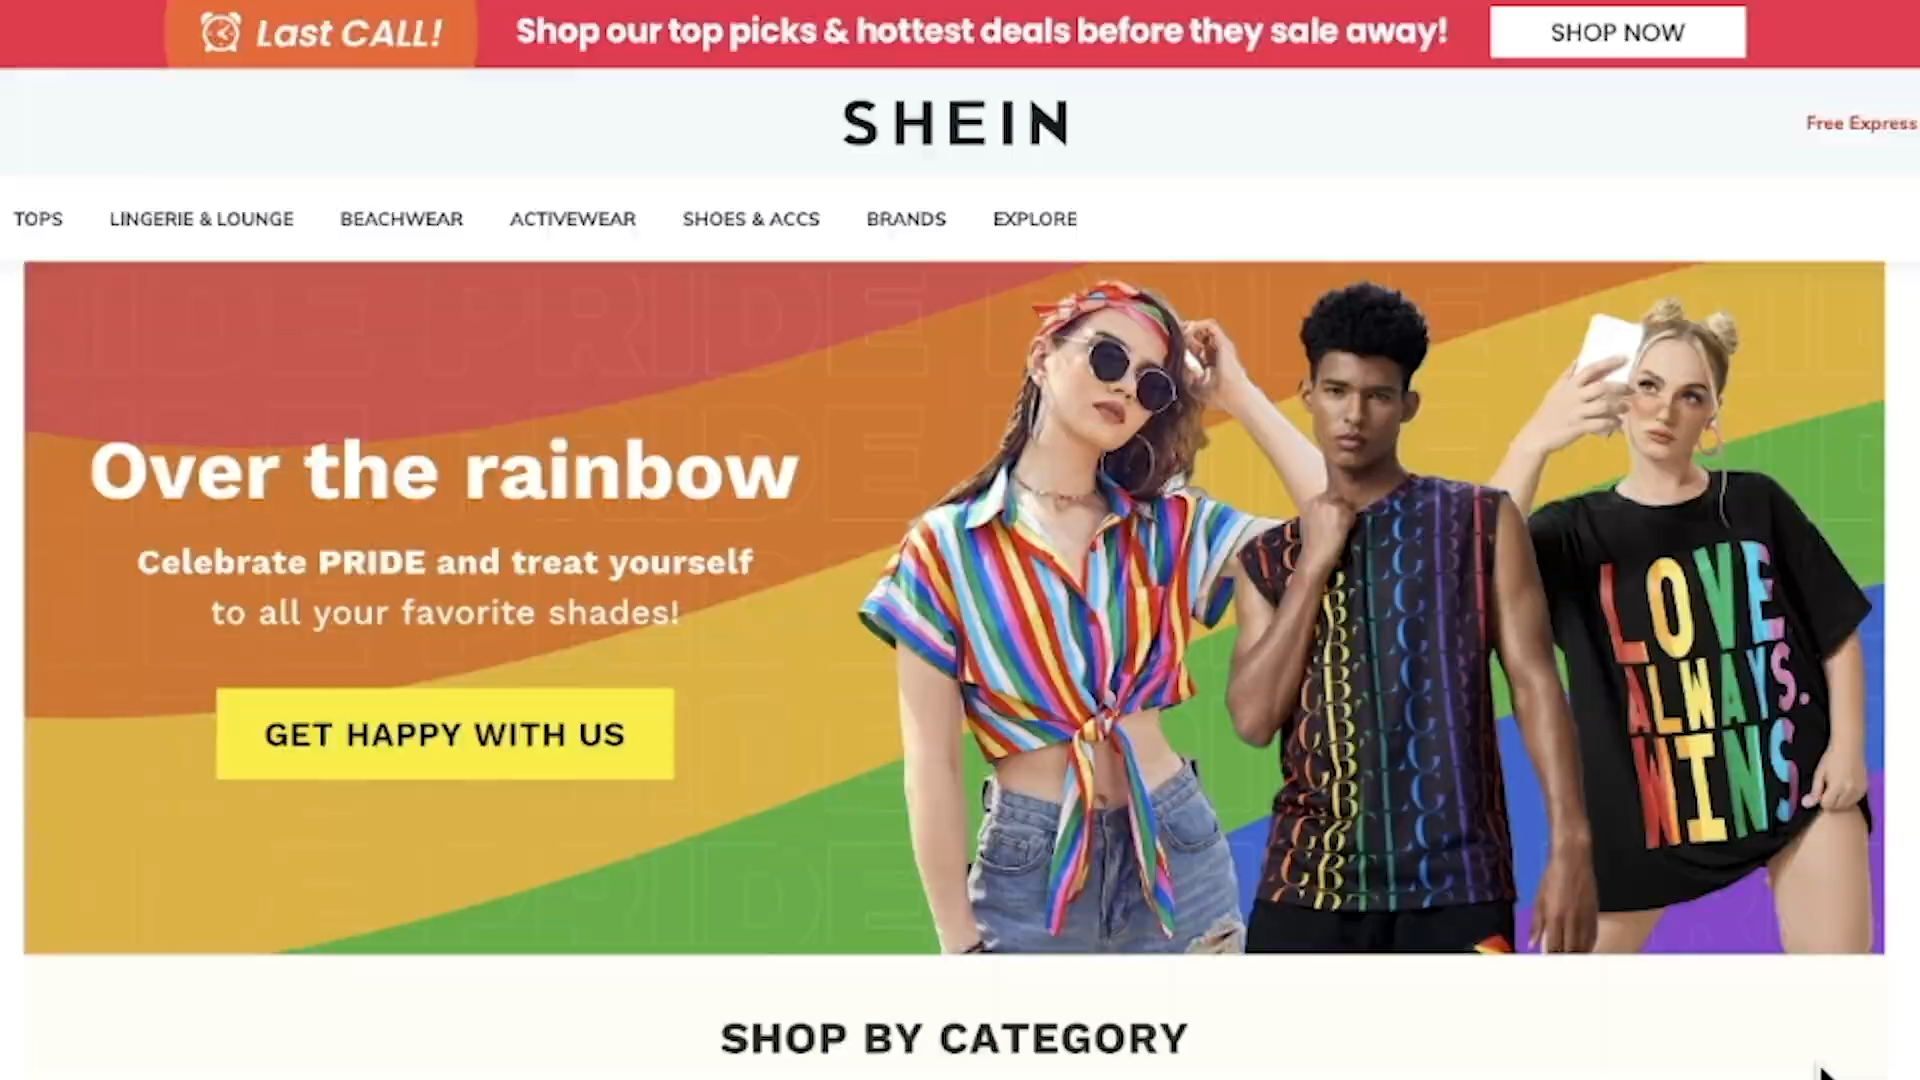 Last CALL!
Shop our top picks & hottest deals before they sale away!
SHOP NOW
SHEIN
Free Express
TOPS
LINGERIE & LOUNGE
BEACHWEAR
ACTIVEWEAR
SHOES & ACCS
BRANDS
EXPLORE
PRIDE
Over the rainbow
Celebrate PRIDE and treat yourself
to all your favorite shades!
GET HAPPY WITH US
LOVE
ALWAYS.
WINS
SHOP BY CATEGORY